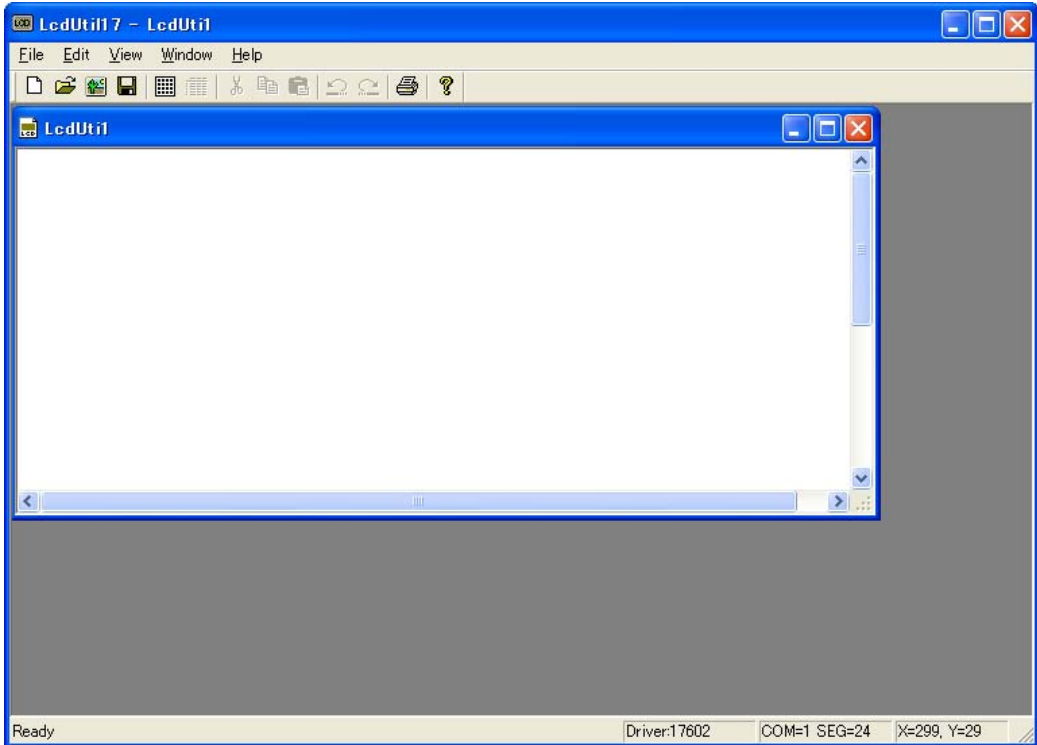 LcdUtil17 - LcdUti1
File Edit View Window Help
LcdUti1
Ready Driver:17602 COM=1 SEG=24 X=299, Y=29